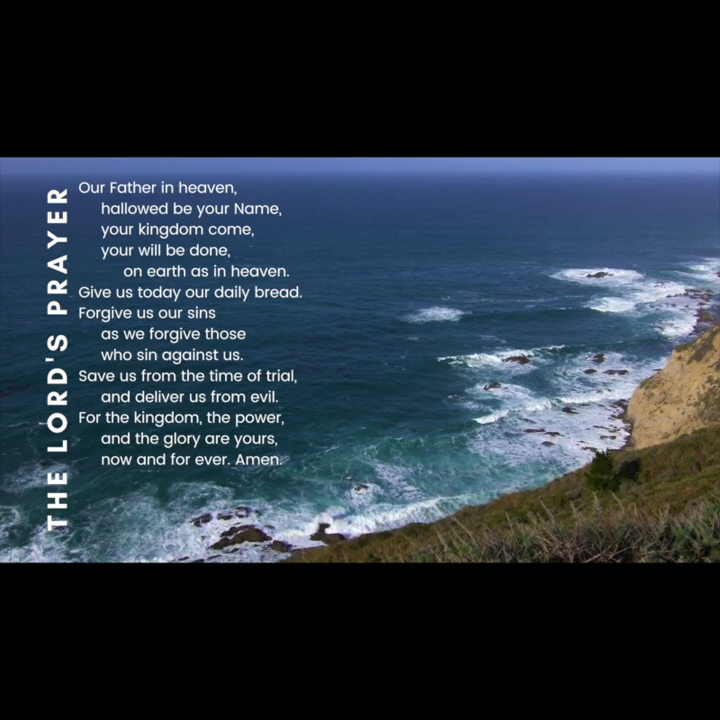 THE LORD'S PRAYER
Our Father in heaven,
hallowed be your Name,
your kingdom come,
your will be done,
on earth as in heaven.
Give us today our daily bread.
Forgive us our sins
as we forgive those
who sin against us.
Save us from the time of trial,
and deliver us from evil.
For the kingdom, the power,
and the glory are yours,
now and for ever. Amen.